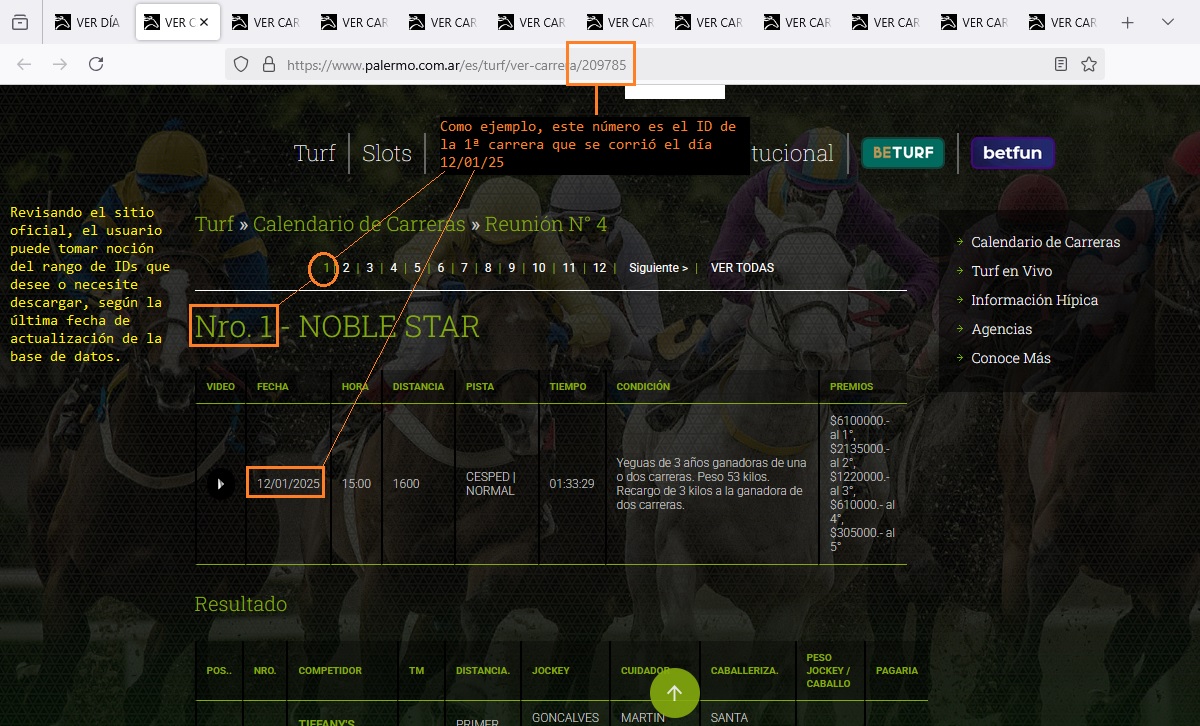 VER DÍA
VER C
VER CAR
VER CAR
VER CAR
VER CAR
VER CAR
VER CAR
VER CAR
VER CAR
VER CAR
VER CAR
https://www.palermo.com.ar/es/turf/ver-carrera/209785
Como ejemplo, este número es el ID de
la 1ª carrera que se corrió el día
12/01/25
Turf | Slots |
tucional
BETURF
betfun
Revisando el sitio
oficial, el usuario
puede tomar noción
del rango de IDs que
desee o necesite
descargar, según la
última fecha de
actualización de la
base de datos.
Turf » Calendario de Carreras » Reunión N° 4
1 | 2 | 3 | 4 | 5 | 6 | 7 | 8 | 9 | 10 | 11 | 12 | Siguiente > | VER TODAS
Nro. 1 - NOBLE STAR
Calendario de Carreras
Turf en Vivo
Información Hípica
Agencias
Conoce Más
VIDEO FECHA HORA DISTANCIA PISTA TIEMPO CONDICIÓN PREMIOS
12/01/2025
15:00
1600
CESPED |
NORMAL
01:33:29
Yeguas de 3 años ganadoras de una
o dos carreras. Peso 53 kilos.
Recargo de 3 kilos a la ganadora de
dos carreras.
$6100000.-
al 1°,
$2135000.-
al 2°,
$1220000.-
al 3°,
$610000.- al
4°,
$305000.- al
5°
Resultado
POS.. NRO. COMPETIDOR TM DISTANCIA. JOCKEY CUIDADOR CABALLERIZA.
PESO
JOCKEY /
CABALLO
PAGARIA
TIFFANY'S
PRIMER
GONCALVES
MARTIN
SANTA